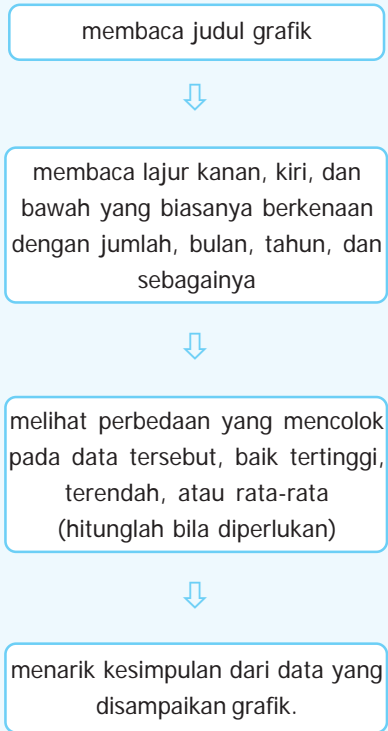 membaca judul grafik
membaca lajur kanan, kiri, dan
bawah yang biasanya berkenaan
dengan jumlah, bulan, tahun, dan
sebagainya
melihat perbedaan yang mencolok
pada data tersebut, baik tertinggi,
terendah, atau rata-rata
(hitunglah bila diperlukan)
menarik kesimpulan dari data yang
disampaikan grafik.